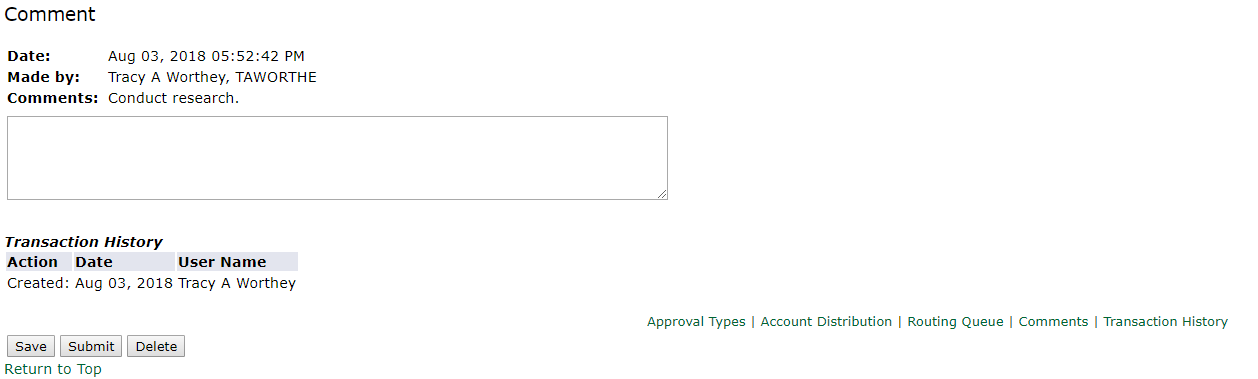 Comment
Date: Aug 03, 2018 05:52:42 PM
Made by: Tracy A Worthey, TAWORTHE
Comments: Conduct research.
Transaction History
Action Date User Name
Created: Aug 03, 2018 Tracy A Worthey
Approval Types | Account Distribution | Routing Queue | Comments | Transaction History
Save Submit Delete
Return to Top